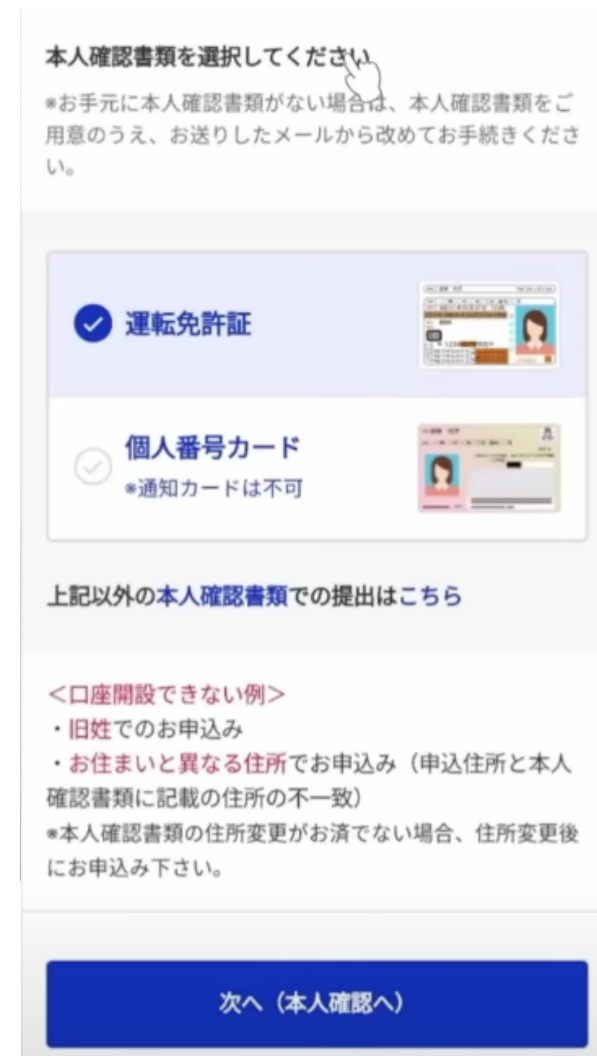 本人確認書類を選択してください
※お手元に本人確認書類がない場合は、本人確認書類をご
用意のうえ、お送りしたメールから改めてお手続きくださ
い。
運転免許証
個人番号カード
※通知カードは不可
上記以外の本人確認書類での提出はこちら
＜口座開設できない例＞
・旧姓でのお申込み
・お住まいと異なる住所でお申込み（申込住所と本人
確認書類に記載の住所の不一致）
※本人確認書類の住所変更がお済でない場合、住所変更後
にお申込み下さい。
次へ（本人確認へ）